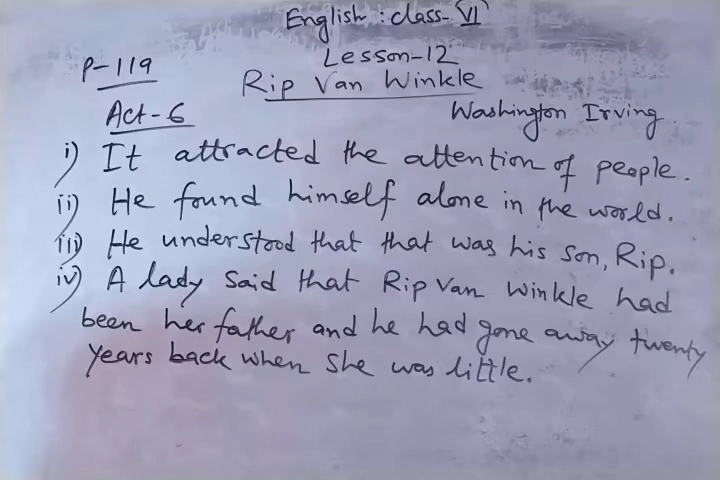 English : class - VI
Lesson-12
P-119
Rip Van Winkle
Act-6
Washington Irving.
i) It attracted the attention of people.
ii) He found himself alone in the world.
iii) He understood that that was his son, Rip.
iv) A lady said that Rip Van Winkle had
been her father and he had gone away twenty
years back when she was little.